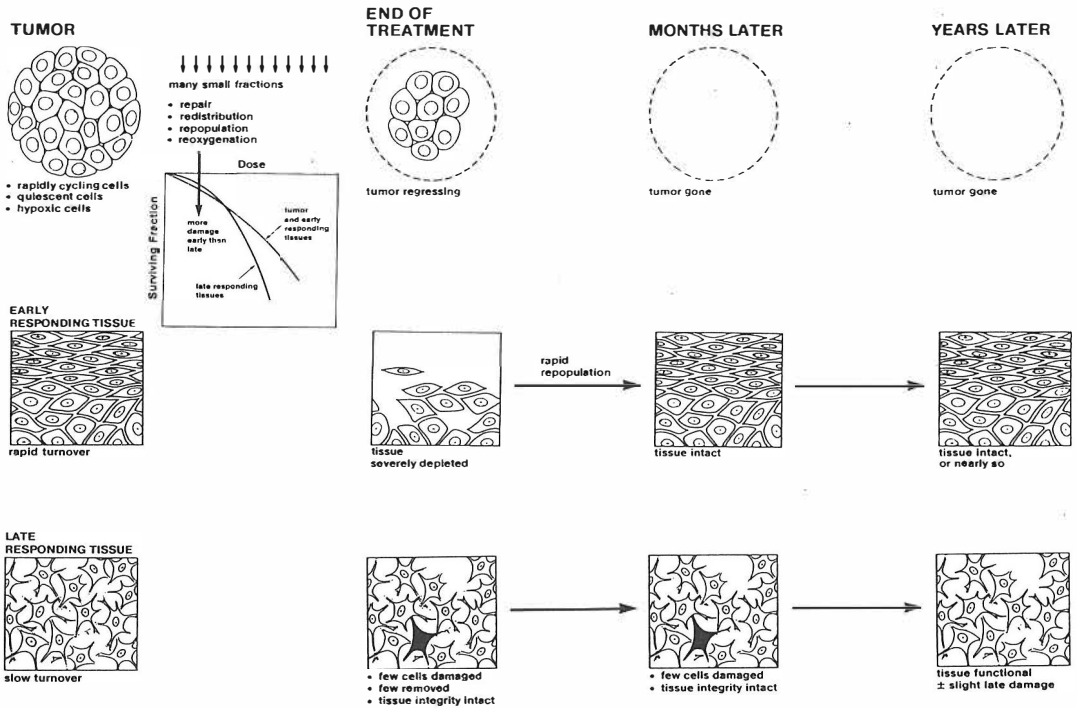 TUMOR
many small fractions
• repair
• redistribution
• repopulation
• reoxygenation
• rapidly cycling cells
• quiescent cells
• hypoxic cells
Dose
Surviving Fraction
more
damage
early than
late
tumor
and early
responding
tissues
late responding
tissues
END OF
TREATMENT
tumor regressing
MONTHS LATER
tumor gone
YEARS LATER
tumor gone
EARLY
RESPONDING TISSUE
rapid turnover
tissue
severely depleted
rapid
repopulation
tissue intact
tissue intact,
or nearly so
LATE
RESPONDING TISSUE
slow turnover
• few cells damaged
• few removed
• tissue integrity intact
• few cells damaged
• tissue integrity intact
tissue functional
± slight late damage